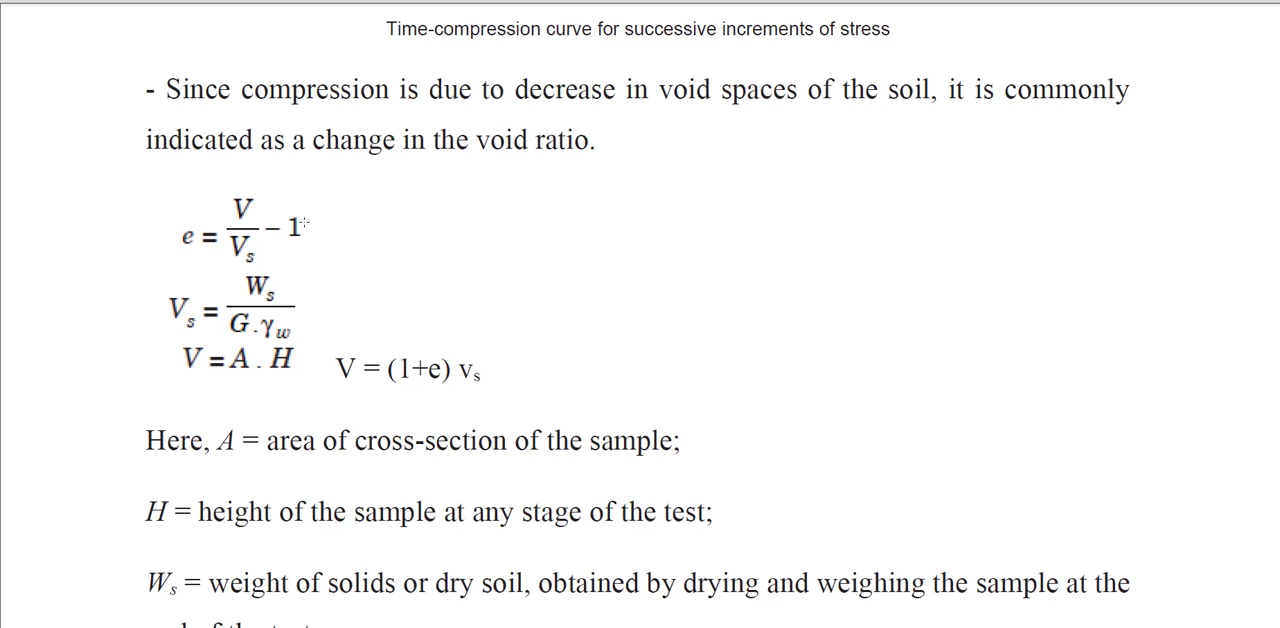 Time-compression curve for successive increments of stress
- Since compression is due to decrease in void spaces of the soil, it is commonly
indicated as a change in the void ratio.
e = V/Vₛ − 1
Vₛ = Wₛ/G.γ𝑤
V = A . H V = (1+e) vₛ
Here, A = area of cross-section of the sample;
H = height of the sample at any stage of the test;
Wₛ = weight of solids or dry soil, obtained by drying and weighing the sample at the